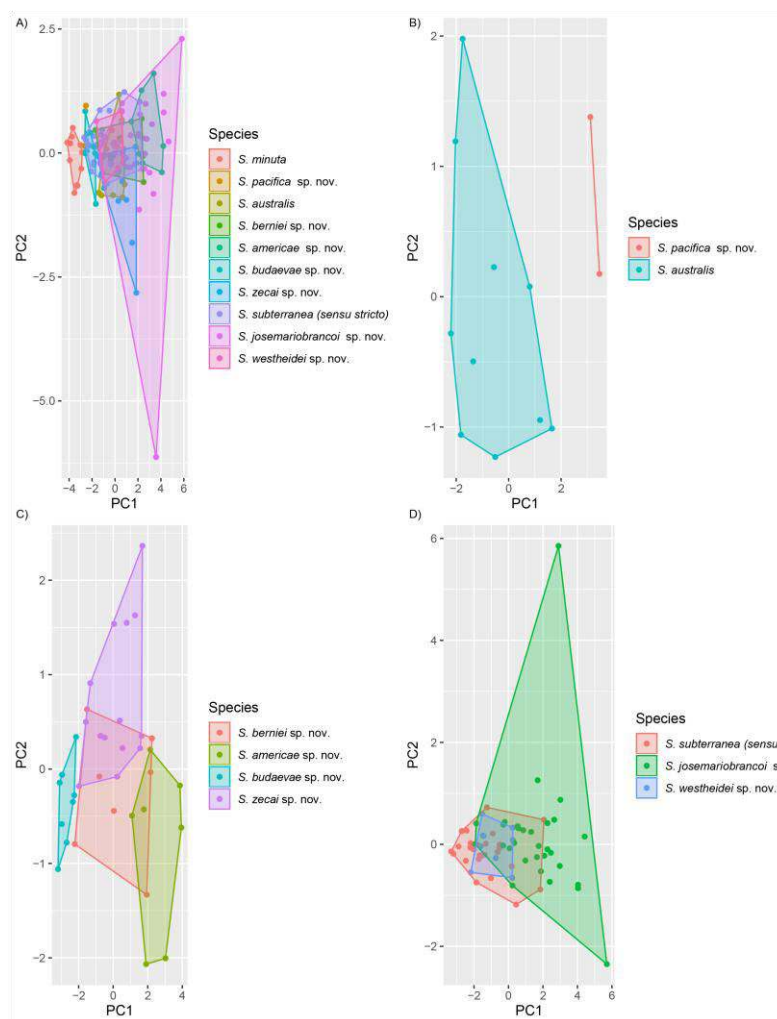 A)
2.5
0.0
−2.5
−5.0
PC2
−4 −2 0 2 4 6
PC1
Species
S. minuta
S. pacifica sp. nov.
S. australis
S. berniei sp. nov.
S. americae sp. nov.
S. budaevae sp. nov.
S. zecai sp. nov.
S. subterranea (sensu stricto)
S. josemariobrancoi sp. nov.
S. westheidei sp. nov.
B)
2
1
0
−1
PC2
−2 0 2
PC1
Species
S. pacifica sp. nov.
S. australis
C)
2
1
0
−1
−2
PC2
−2 0 2 4
PC1
Species
S. berniei sp. nov.
S. americae sp. nov.
S. budaevae sp. nov.
S. zecai sp. nov.
D)
6
4
2
0
−2
PC2
−2 0 2 4 6
PC1
Species
S. subterranea (sensu
S. josemariobrancoi s
S. westheidei sp. nov.